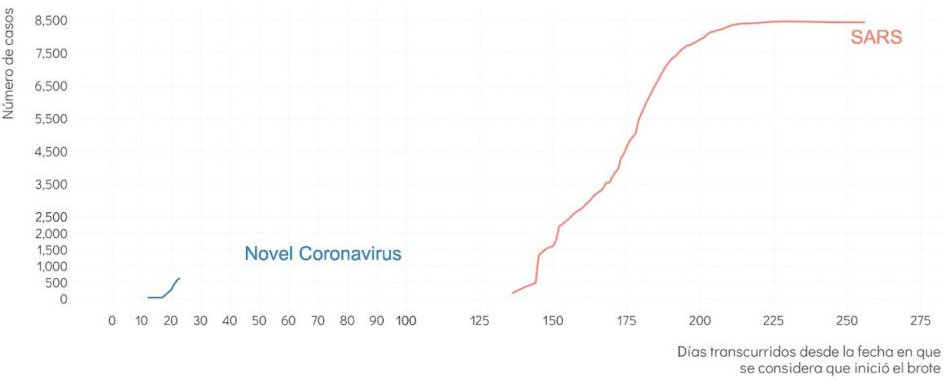 Número de casos
8,500
7,500
6,500
5,500
4,500
3,500
2,500
2,000
1,500
1,000
500
0
SARS
Novel Coronavirus
0 10 20 30 40 50 60 70 80 90 100 125 150 175 200 225 250 275
Días transcurridos desde la fecha en que
se considera que inició el brote